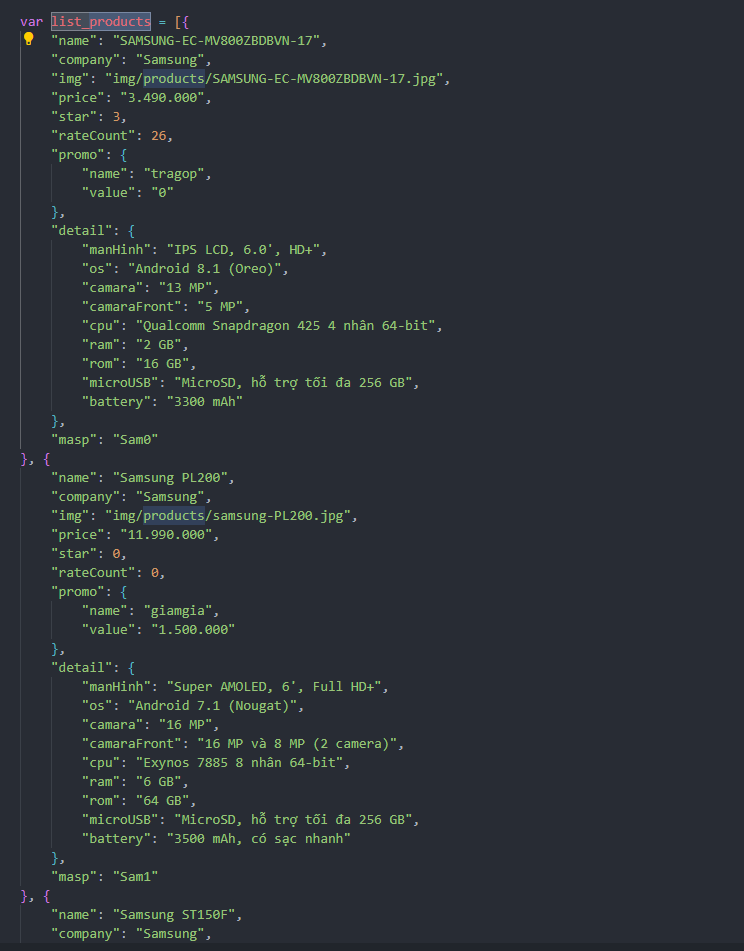 var list_products = [{
    "name": "SAMSUNG-EC-MV800ZBDBVN-17",
    "company": "Samsung",
    "img": "img/products/SAMSUNG-EC-MV800ZBDBVN-17.jpg",
    "price": "3.490.000",
    "star": 3,
    "rateCount": 26,
    "promo": {
        "name": "tragop",
        "value": "0"
    },
    "detail": {
        "manHinh": "IPS LCD, 6.0', HD+",
        "os": "Android 8.1 (Oreo)",
        "camara": "13 MP",
        "camaraFront": "5 MP",
        "cpu": "Qualcomm Snapdragon 425 4 nhân 64-bit",
        "ram": "2 GB",
        "rom": "16 GB",
        "microUSB": "MicroSD, hỗ trợ tối đa 256 GB",
        "battery": "3300 mAh"
    },
    "masp": "Sam0"
}, {
    "name": "Samsung PL200",
    "company": "Samsung",
    "img": "img/products/samsung-PL200.jpg",
    "price": "11.990.000",
    "star": 0,
    "rateCount": 0,
    "promo": {
        "name": "giamgia",
        "value": "1.500.000"
    },
    "detail": {
        "manHinh": "Super AMOLED, 6', Full HD+",
        "os": "Android 7.1 (Nougat)",
        "camara": "16 MP",
        "camaraFront": "16 MP và 8 MP (2 camera)",
        "cpu": "Exynos 7885 8 nhân 64-bit",
        "ram": "6 GB",
        "rom": "64 GB",
        "microUSB": "MicroSD, hỗ trợ tối đa 256 GB",
        "battery": "3500 mAh, có sạc nhanh"
    },
    "masp": "Sam1"
}, {
    "name": "Samsung ST150F",
    "company": "Samsung",